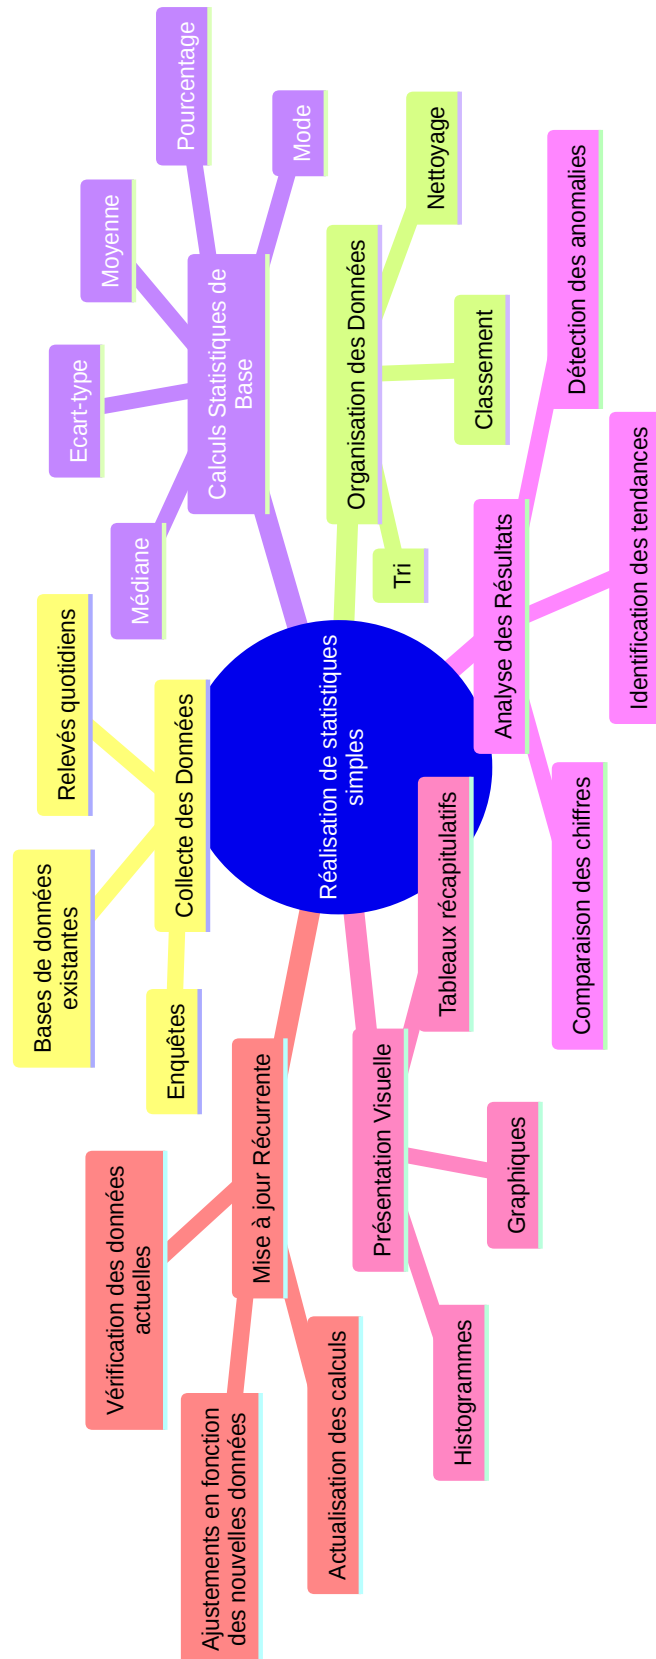 Réalisation de statistiques
simples
Collecte des Données
Enquêtes
Bases de données
existantes
Relevés quotidiens
Calculs Statistiques de
Base
Médiane
Ecart-type
Moyenne
Pourcentage
Mode
Organisation des Données
Tri
Classement
Nettoyage
Analyse des Résultats
Comparaison des chiffres
Identification des tendances
Détection des anomalies
Présentation Visuelle
Tableaux récapitulatifs
Graphiques
Histogrammes
Mise à jour Récurrente
Vérification des données
actuelles
Ajustements en fonction
des nouvelles données
Actualisation des calculs